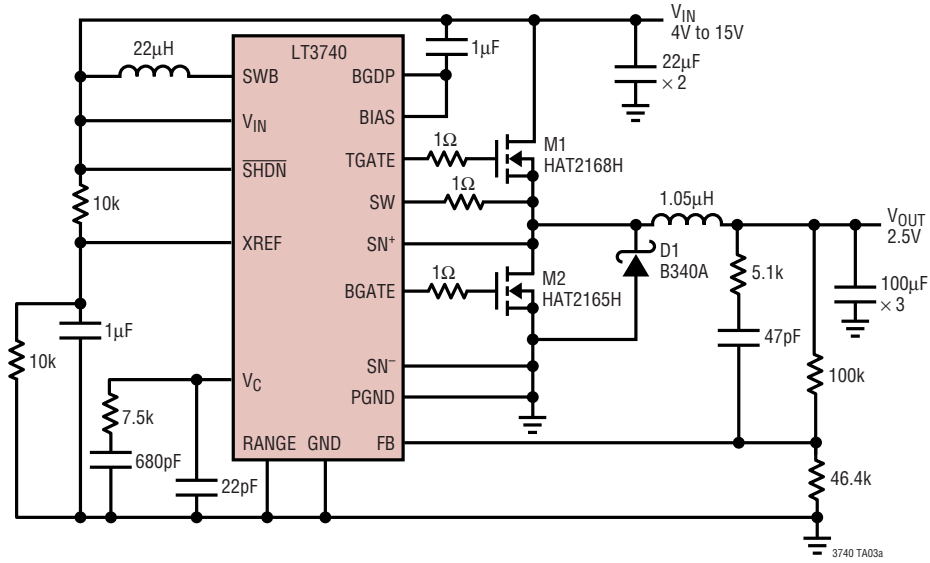 V_IN
4V to 15V
22μH
LT3740
1μF
22μF
× 2
SWB
BGDP
V_IN
BIAS
SHDN
TGATE
1Ω
M1
HAT2168H
10k
SW
1Ω
1.05μH
V_OUT
2.5V
XREF
SN+
D1
B340A
5.1k
BGATE
1Ω
M2
HAT2165H
100μF
× 3
1μF
47pF
10k
V_C
SN–
100k
7.5k
PGND
RANGE
GND
FB
680pF
22pF
46.4k
3740 TA03a